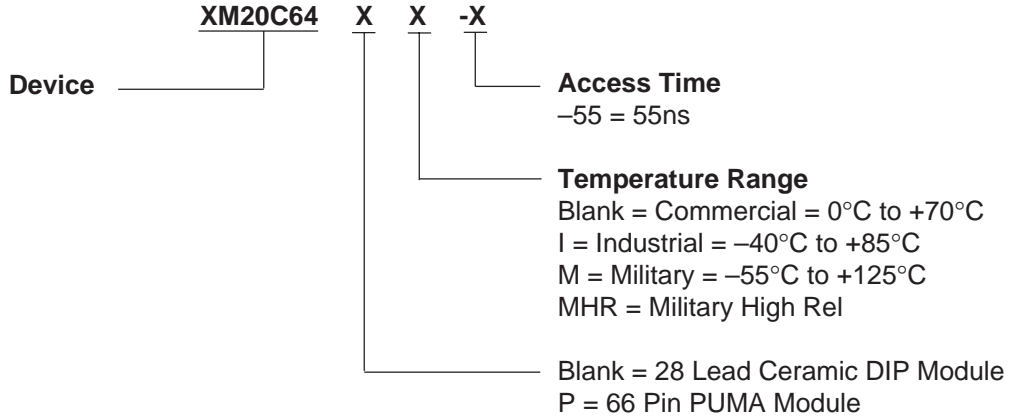 XM20C64 X X -X
Device
Access Time
–55 = 55ns
Temperature Range
Blank = Commercial = 0°C to +70°C
I = Industrial = –40°C to +85°C
M = Military = –55°C to +125°C
MHR = Military High Rel
Blank = 28 Lead Ceramic DIP Module
P = 66 Pin PUMA Module